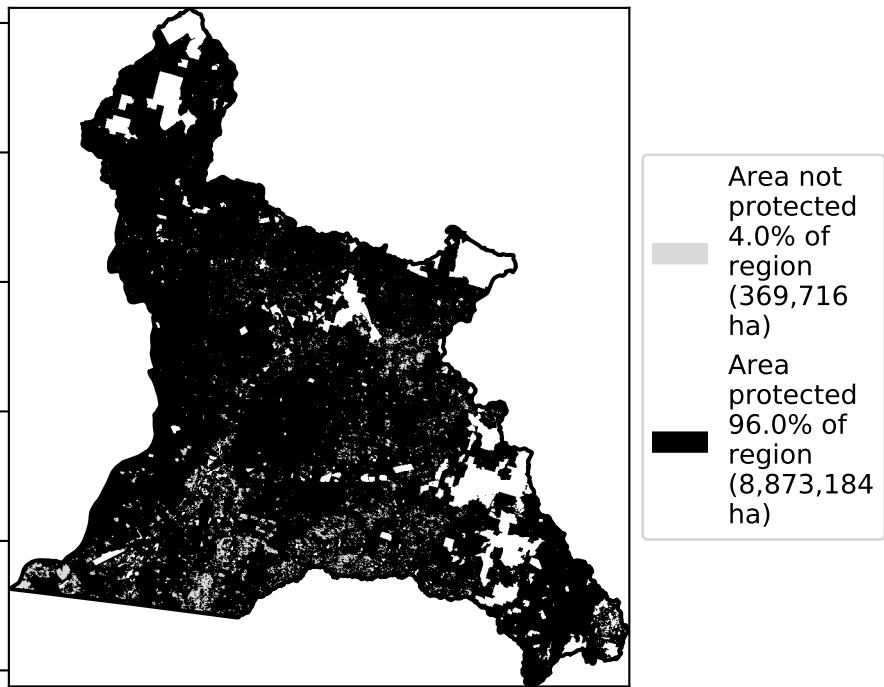 Area not
protected
4.0% of
region
(369,716
ha)
Area
protected
96.0% of
region
(8,873,184
ha)